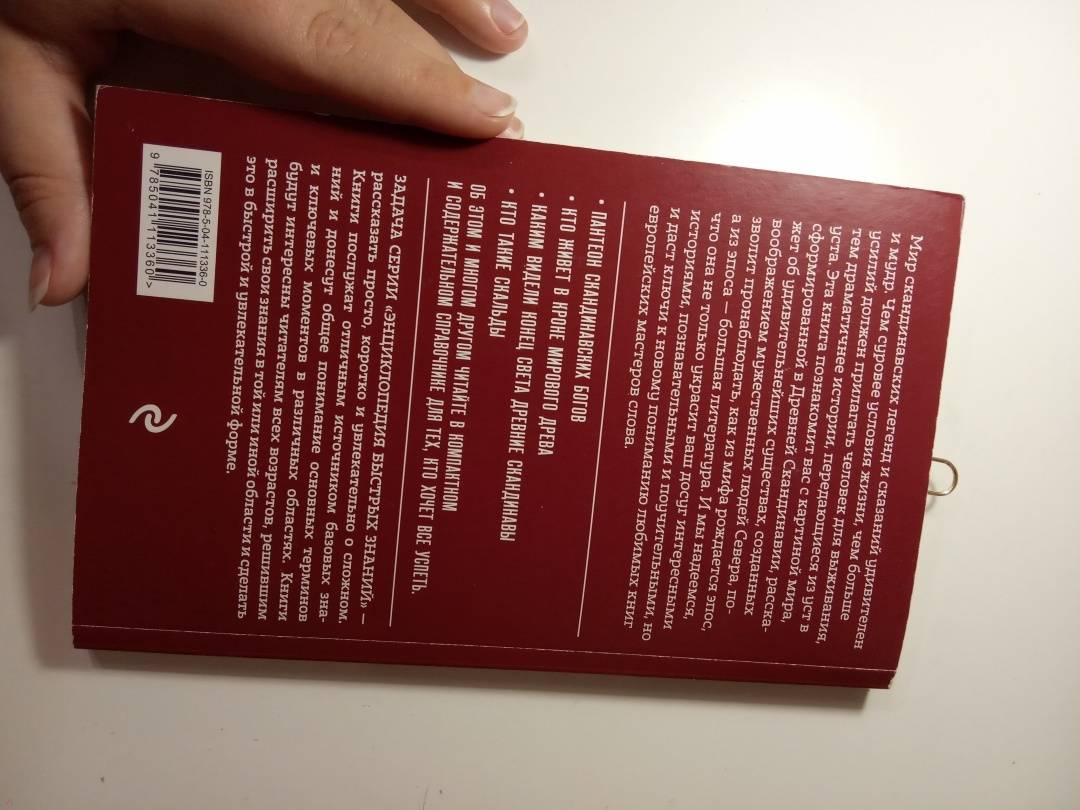 Мир скандинавских легенд и сказаний удивителен
и мудр. Чем суровее условия жизни, чем больше
усилий должен прилагать человек для выживания,
тем драматичнее истории, передающиеся из уст в
уста. Эта книга познакомит вас с картиной мира,
сформированной в Древней Скандинавии, расска-
жет об удивительнейших существах, созданных
воображением мужественных людей Севера, по-
зволит пронаблюдать, как из мифа рождается эпос,
а из эпоса — большая литература. И мы надеемся,
что она не только украсит ваш досуг интересными
историями, познавательными и поучительными, но
и даст ключи к новому пониманию любимых книг
европейских мастеров слова.
• ПАНТЕОН СКАНДИНАВСКИХ БОГОВ
• КТО ЖИВЕТ В КРОНЕ МИРОВОГО ДРЕВА
• КАКИМ ВИДЕЛИ КОНЕЦ СВЕТА ДРЕВНИЕ СКАНДИНАВЫ
• КТО ТАКИЕ СКАЛЬДЫ
ОБ ЭТОМ И МНОГОМ ДРУГОМ ЧИТАЙТЕ В КОМПАКТНОМ
И СОДЕРЖАТЕЛЬНОМ СПРАВОЧНИКЕ ДЛЯ ТЕХ, КТО ХОЧЕТ ВСЕ УСПЕТЬ.
ЗАДАЧА СЕРИИ «ЭНЦИКЛОПЕДИЯ БЫСТРЫХ ЗНАНИЙ» —
рассказать просто, коротко и увлекательно о сложном.
Книги послужат отличным источником базовых зна-
ний и донесут общее понимание основных терминов
и ключевых моментов в различных областях. Книги
будут интересны читателям всех возрастов, решившим
расширить свои знания в той или иной области и сделать
это в быстрой и увлекательной форме.
ISBN 978-5-04-111336-0
9 785041 113360 >